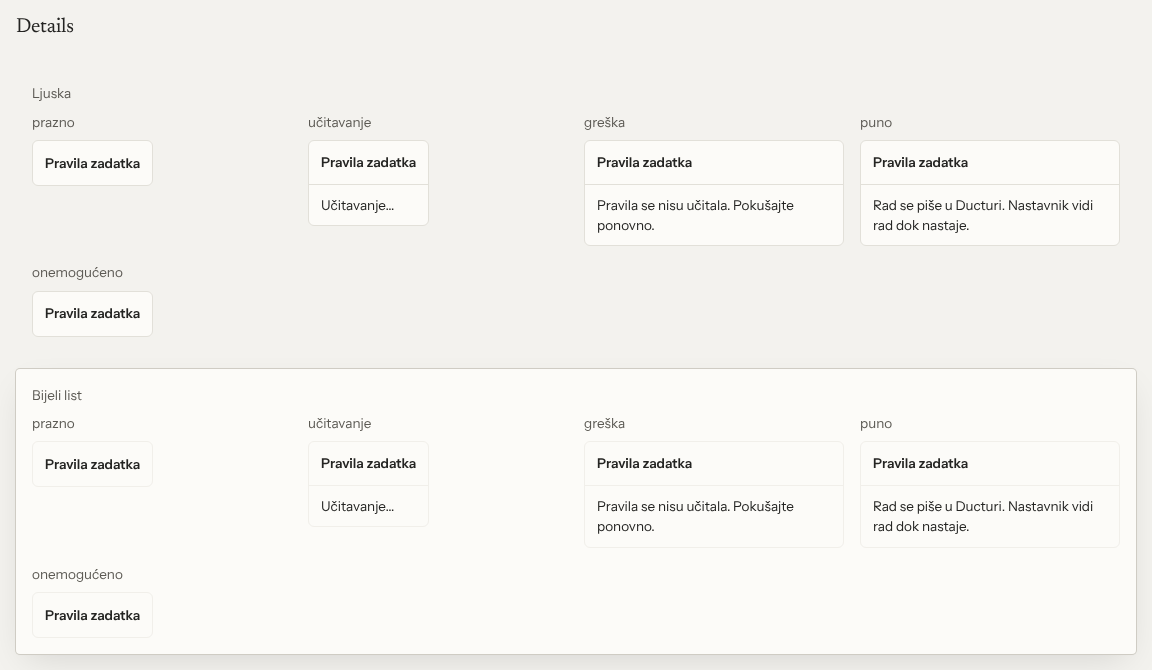 Details
Ljuska
prazno
Pravila zadatka
učitavanje
Pravila zadatka
Učitavanje...
greška
Pravila zadatka
Pravila se nisu učitala. Pokušajte
ponovno.
puno
Pravila zadatka
Rad se piše u Ducturi. Nastavnik vidi
rad dok nastaje.
onemogućeno
Pravila zadatka
Bijeli list
prazno
Pravila zadatka
učitavanje
Pravila zadatka
Učitavanje...
greška
Pravila zadatka
Pravila se nisu učitala. Pokušajte
ponovno.
puno
Pravila zadatka
Rad se piše u Ducturi. Nastavnik vidi
rad dok nastaje.
onemogućeno
Pravila zadatka